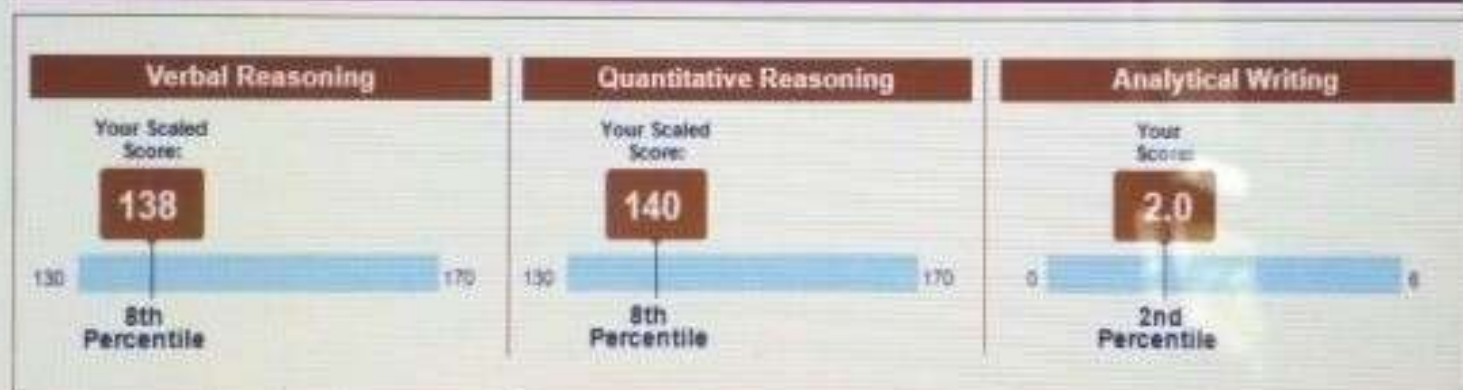 Verbal Reasoning
Your Scaled
Score:
138
130
170
8th
Percentile
Quantitative Reasoning
Your Scaled
Score:
140
130
170
8th
Percentile
Analytical Writing
Your
Score:
2.0
0
6
2nd
Percentile